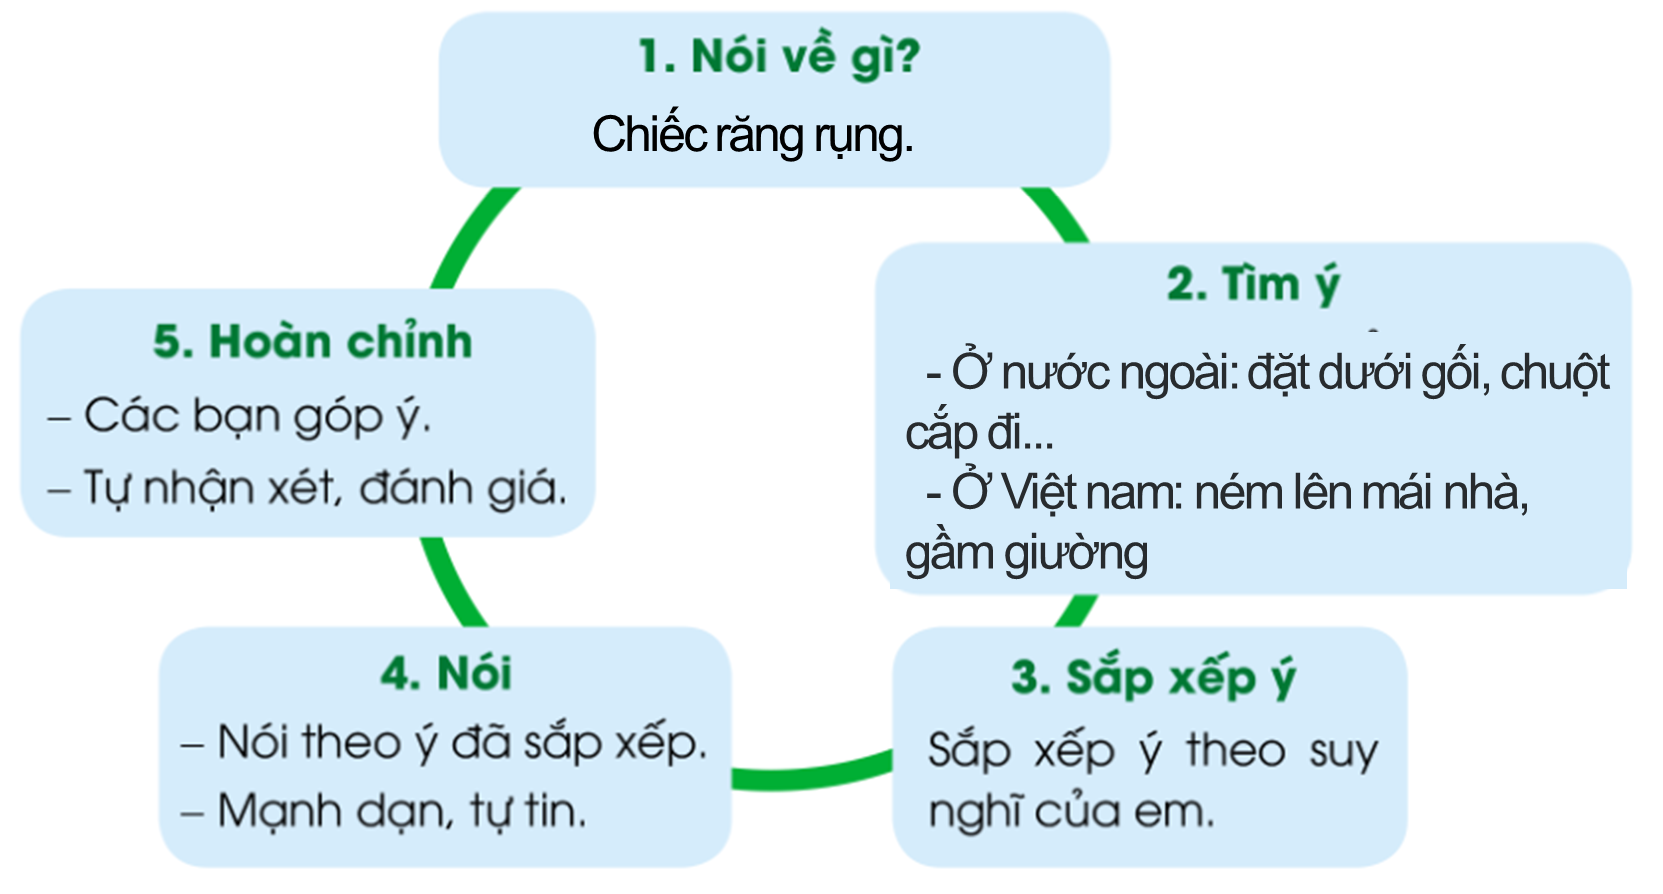 1. Nói về gì?
Chiếc răng rụng.
2. Tìm ý
- Ở nước ngoài: đặt dưới gối, chuột
cắp đi...
- Ở Việt nam: ném lên mái nhà,
gầm giường
3. Sắp xếp ý
Sắp xếp ý theo suy
nghĩ của em.
4. Nói
– Nói theo ý đã sắp xếp.
– Mạnh dạn, tự tin.
5. Hoàn chỉnh
– Các bạn góp ý.
– Tự nhận xét, đánh giá.